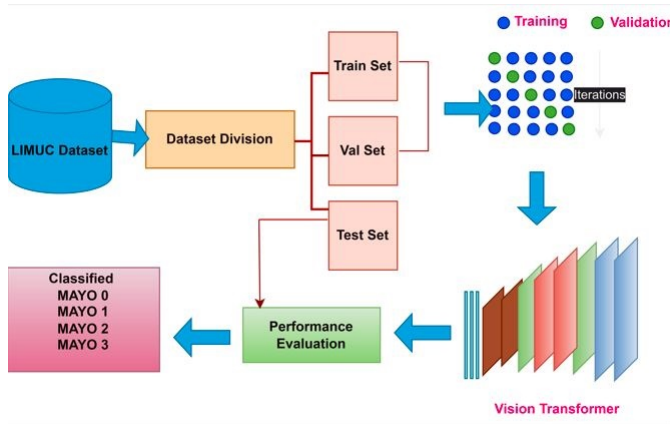 Training
Validation
Train Set
Iterations
LIMUC Dataset
Dataset Division
Val Set
Test Set
Classified
MAYO 0
MAYO 1
MAYO 2
MAYO 3
Performance
Evaluation
Vision Transformer